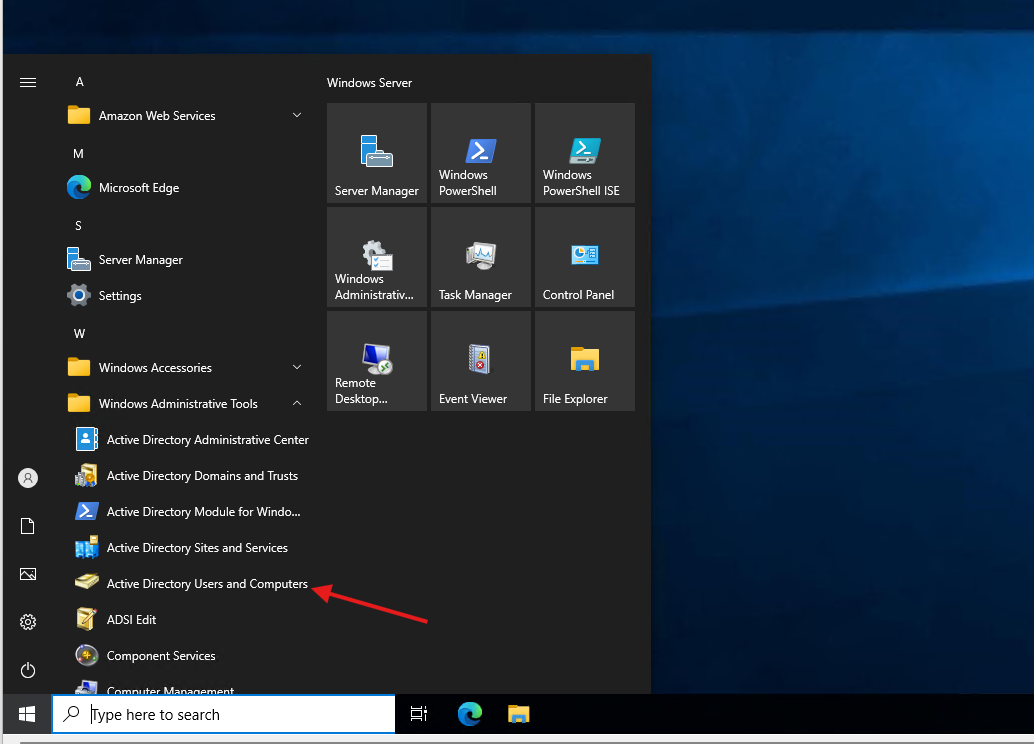 A
Amazon Web Services
M
Microsoft Edge
S
Server Manager
Settings
W
Windows Accessories
Windows Administrative Tools
Active Directory Administrative Center
Active Directory Domains and Trusts
Active Directory Module for Windo...
Active Directory Sites and Services
Active Directory Users and Computers
ADSI Edit
Component Services
Computer Management
Windows Server
Server Manager
Windows
PowerShell
Windows
PowerShell ISE
Windows
Administrativ...
Task Manager
Control Panel
Remote
Desktop...
Event Viewer
File Explorer
Type here to search